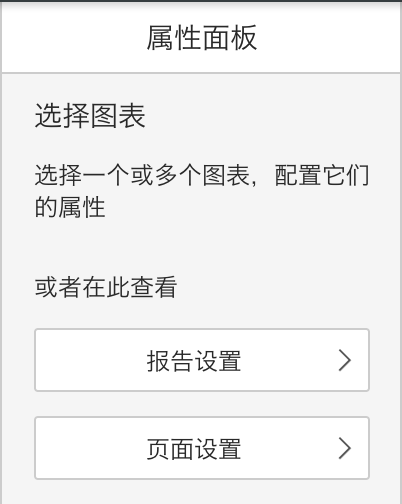 属性面板
选择图表
选择一个或多个图表，配置它们
的属性
或者在此查看
报告设置
页面设置